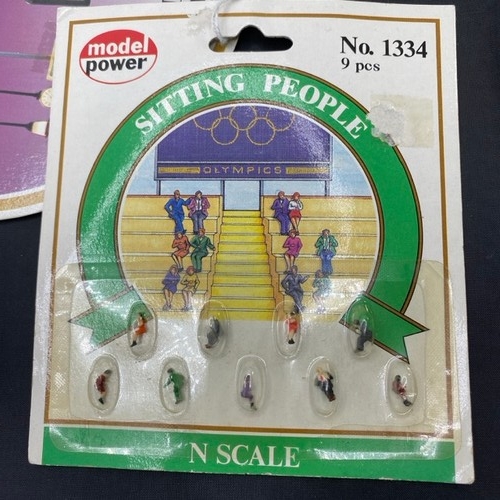 model
power
No. 1334
9 pcs
SITTING PEOPLE
OLYMPICS
N SCALE